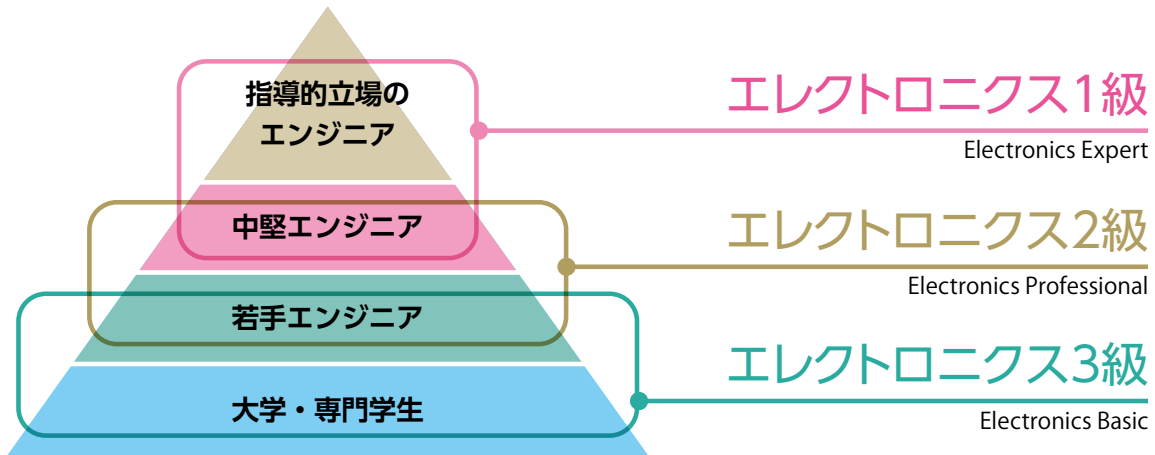 指導的立場の
エンジニア
中堅エンジニア
若手エンジニア
大学・専門学生
エレクトロニクス1級
Electronics Expert
エレクトロニクス2級
Electronics Professional
エレクトロニクス3級
Electronics Basic